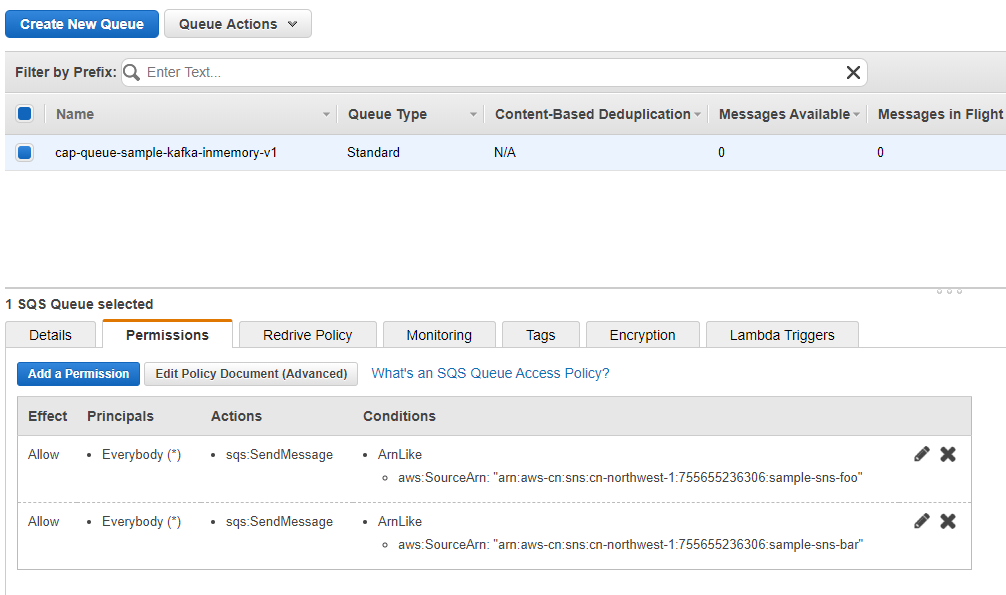 Create New Queue Queue Actions
Filter by Prefix: Enter Text...
Name Queue Type Content-Based Deduplication Messages Available Messages in Flight
cap-queue-sample-kafka-inmemory-v1 Standard N/A 0 0
1 SQS Queue selected
Details Permissions Redrive Policy Monitoring Tags Encryption Lambda Triggers
Add a Permission Edit Policy Document (Advanced) What's an SQS Queue Access Policy?
Effect Principals Actions Conditions
Allow • Everybody (*) • sqs:SendMessage • ArnLike
aws:SourceArn: "arn:aws-cn:sns:cn-northwest-1:755655236306:sample-sns-foo"
Allow • Everybody (*) • sqs:SendMessage • ArnLike
aws:SourceArn: "arn:aws-cn:sns:cn-northwest-1:755655236306:sample-sns-bar"